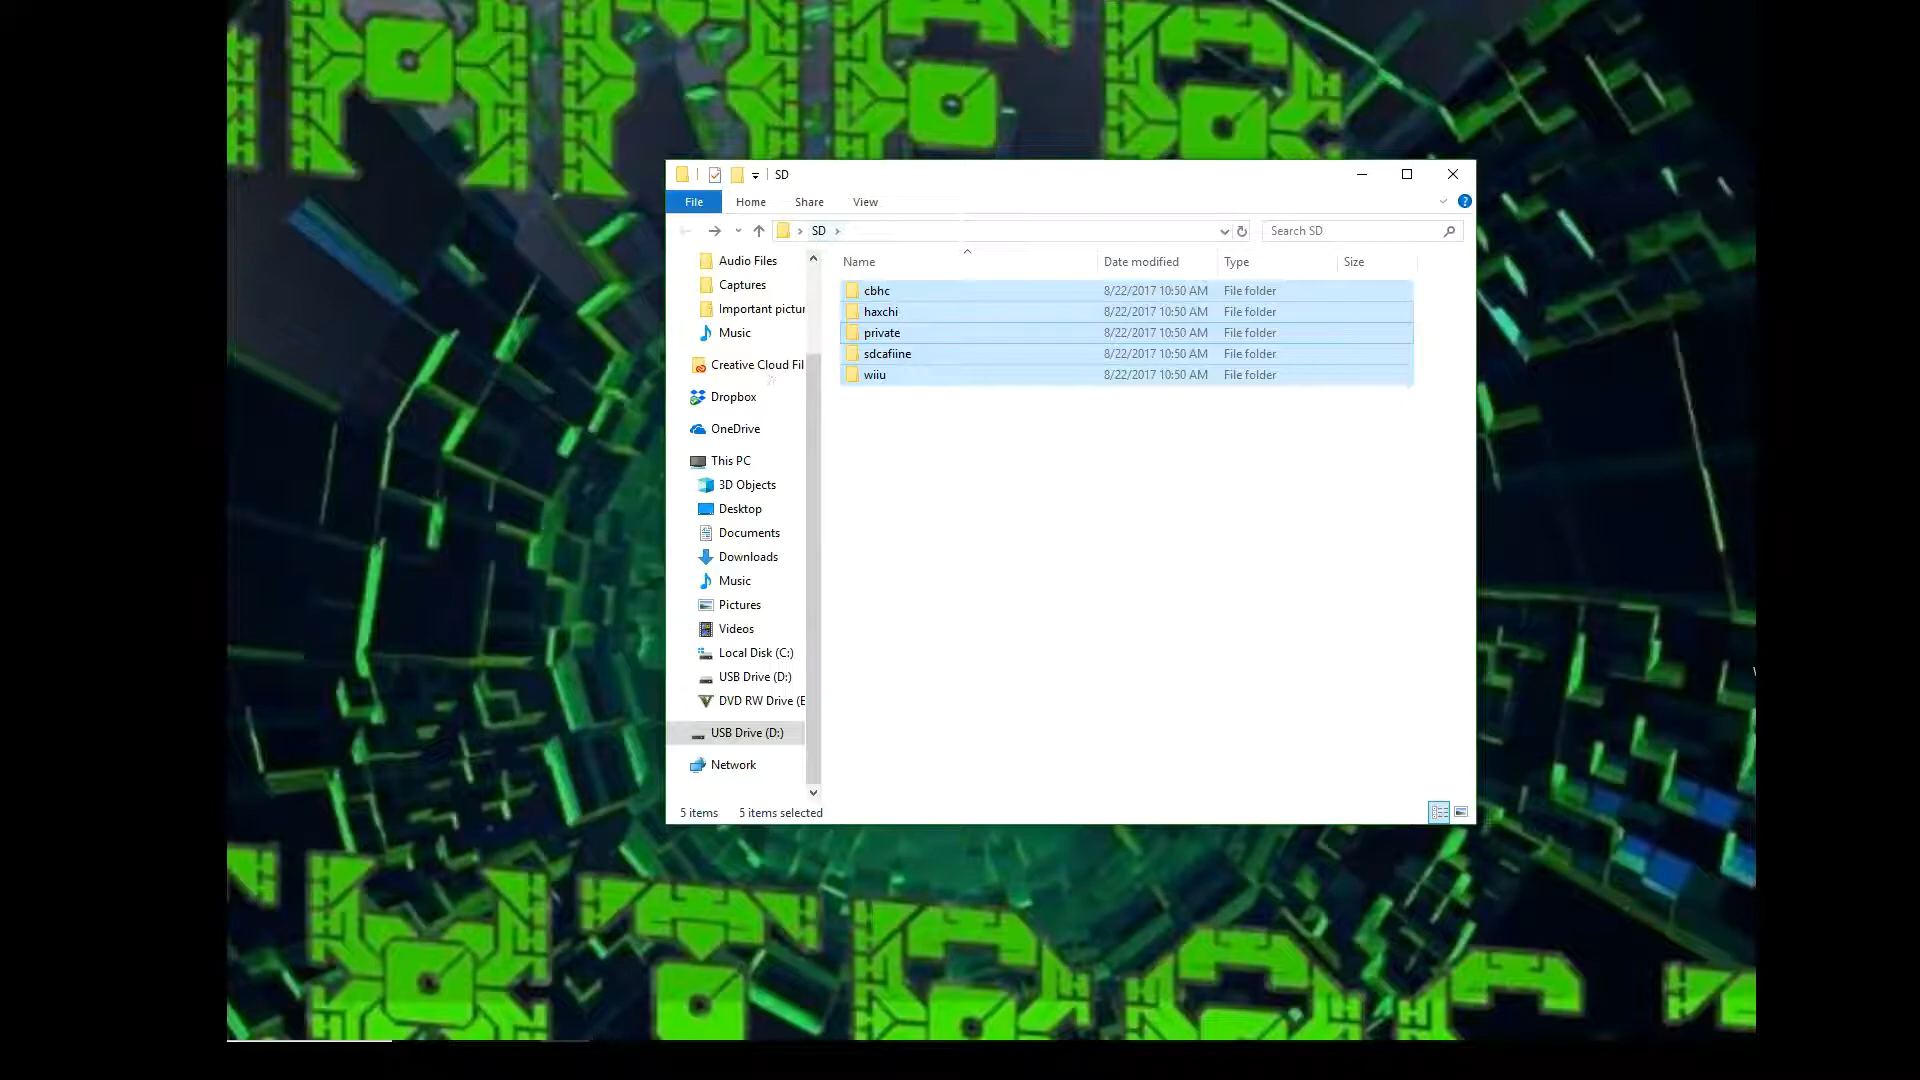 SD
File Home Share View
SD
Search SD
Audio Files
Captures
Important pictur
Music
Creative Cloud Fil
Dropbox
OneDrive
This PC
3D Objects
Desktop
Documents
Downloads
Music
Pictures
Videos
Local Disk (C:)
USB Drive (D:)
DVD RW Drive (E
USB Drive (D:)
Network
Name Date modified Type Size
cbhc 8/22/2017 10:50 AM File folder
haxchi 8/22/2017 10:50 AM File folder
private 8/22/2017 10:50 AM File folder
sdcafiine 8/22/2017 10:50 AM File folder
wiiu 8/22/2017 10:50 AM File folder
5 items 5 items selected